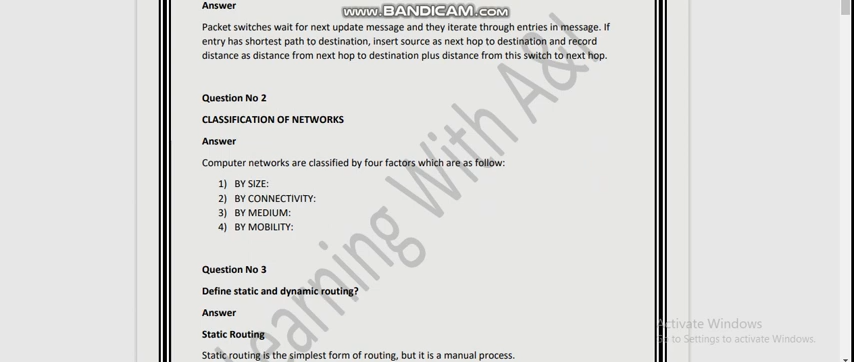 www.BANDICAM.com
Answer
Packet switches wait for next update message and they iterate through entries in message. If
entry has shortest path to destination, insert source as next hop to destination and record
distance as distance from next hop to destination plus distance from this switch to next hop.
Question No 2
CLASSIFICATION OF NETWORKS
Answer
Computer networks are classified by four factors which are as follow:
1) BY SIZE:
2) BY CONNECTIVITY:
3) BY MEDIUM:
4) BY MOBILITY:
Question No 3
Define static and dynamic routing?
Answer
Static Routing
Static routing is the simplest form of routing, but it is a manual process.
Learning With A&I
Activate Windows
Go to Settings to activate Windows.